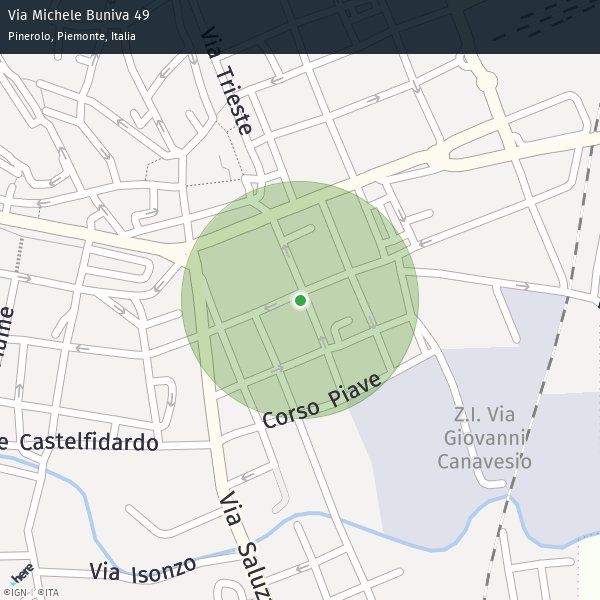 Via Michele Buniva 49
Pinerolo, Piemonte, Italia
Via Trieste
Corso Piave
Z.I. Via
Giovanni
Canavesio
e Castelfidardo
Via Saluzz
Via Isonzo
here
©IGN | ©ITA